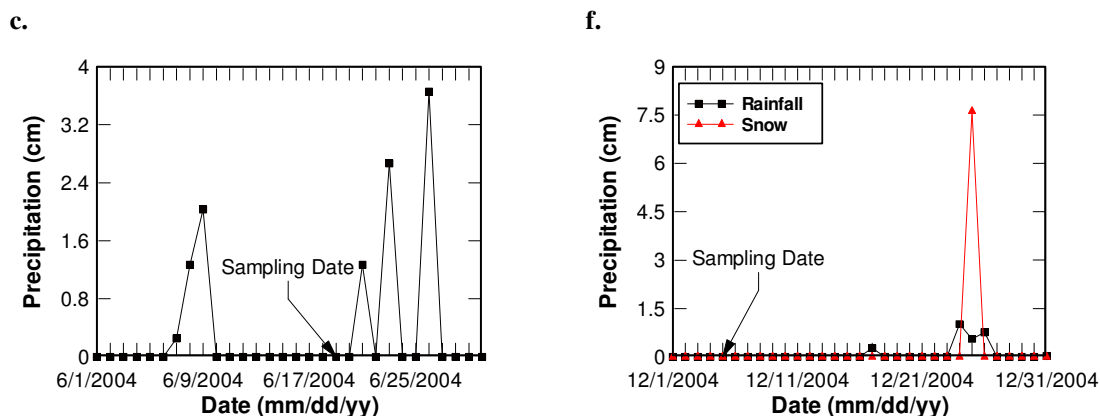 c.
4
3.2
2.4
1.6
0.8
0
Precipitation (cm)
Sampling Date
6/1/2004 6/9/2004 6/17/2004 6/25/2004
Date (mm/dd/yy)
f.
9
7.5
6
4.5
3
1.5
0
Precipitation (cm)
Rainfall
Snow
Sampling Date
12/1/2004 12/11/2004 12/21/2004 12/31/2004
Date (mm/dd/yy)